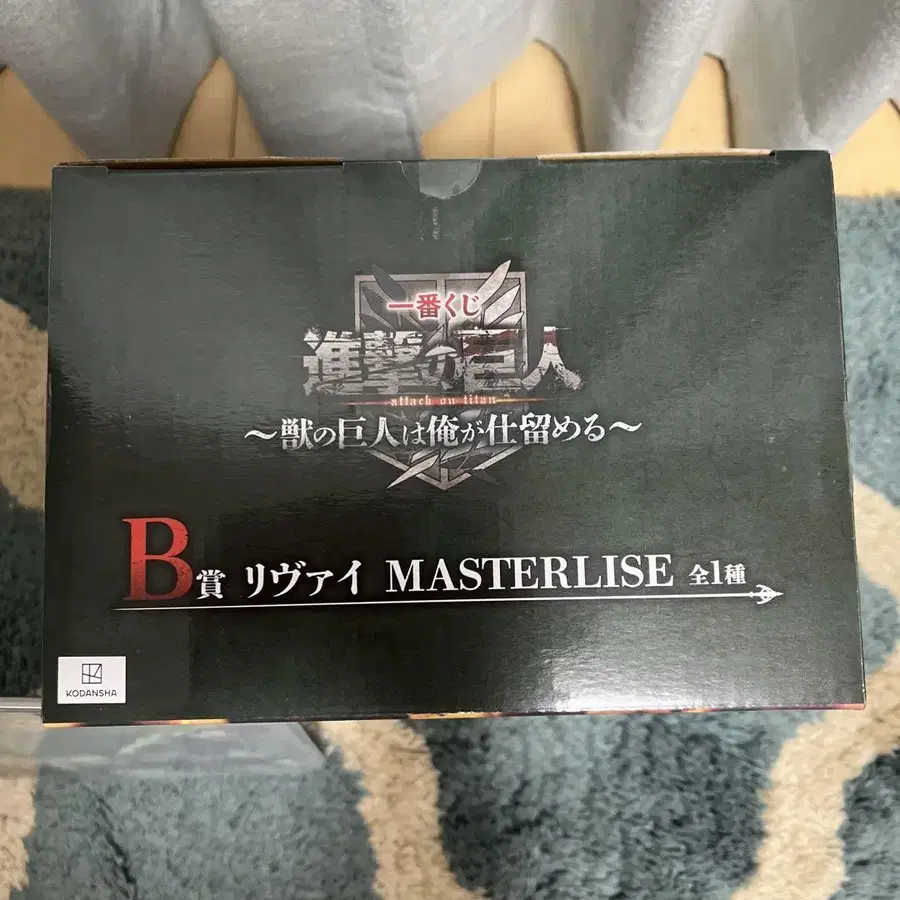 一番くじ
進撃の巨人
attack on titan
～獣の巨人は俺が仕留める～
B賞 リヴァイ MASTERLISE 全1種
KODANSHA